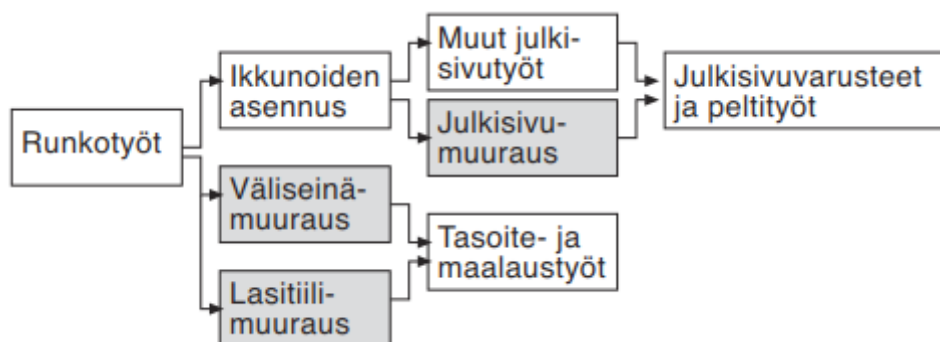 Runkotyöt
Ikkunoiden
asennus
Muut julki-
sivutyöt
Julkisivu-
muuraus
Julkisivuvarusteet
ja peltityöt
Väliseinä-
muuraus
Lasitiili-
muuraus
Tasoite- ja
maalaustyöt